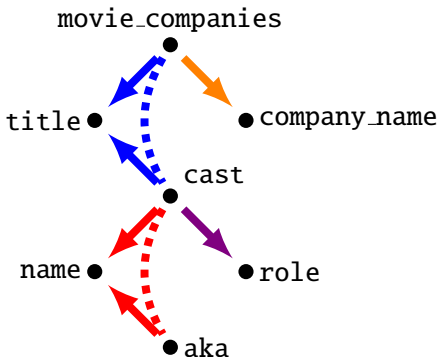 movie_companies
title
company_name
cast
name
role
aka